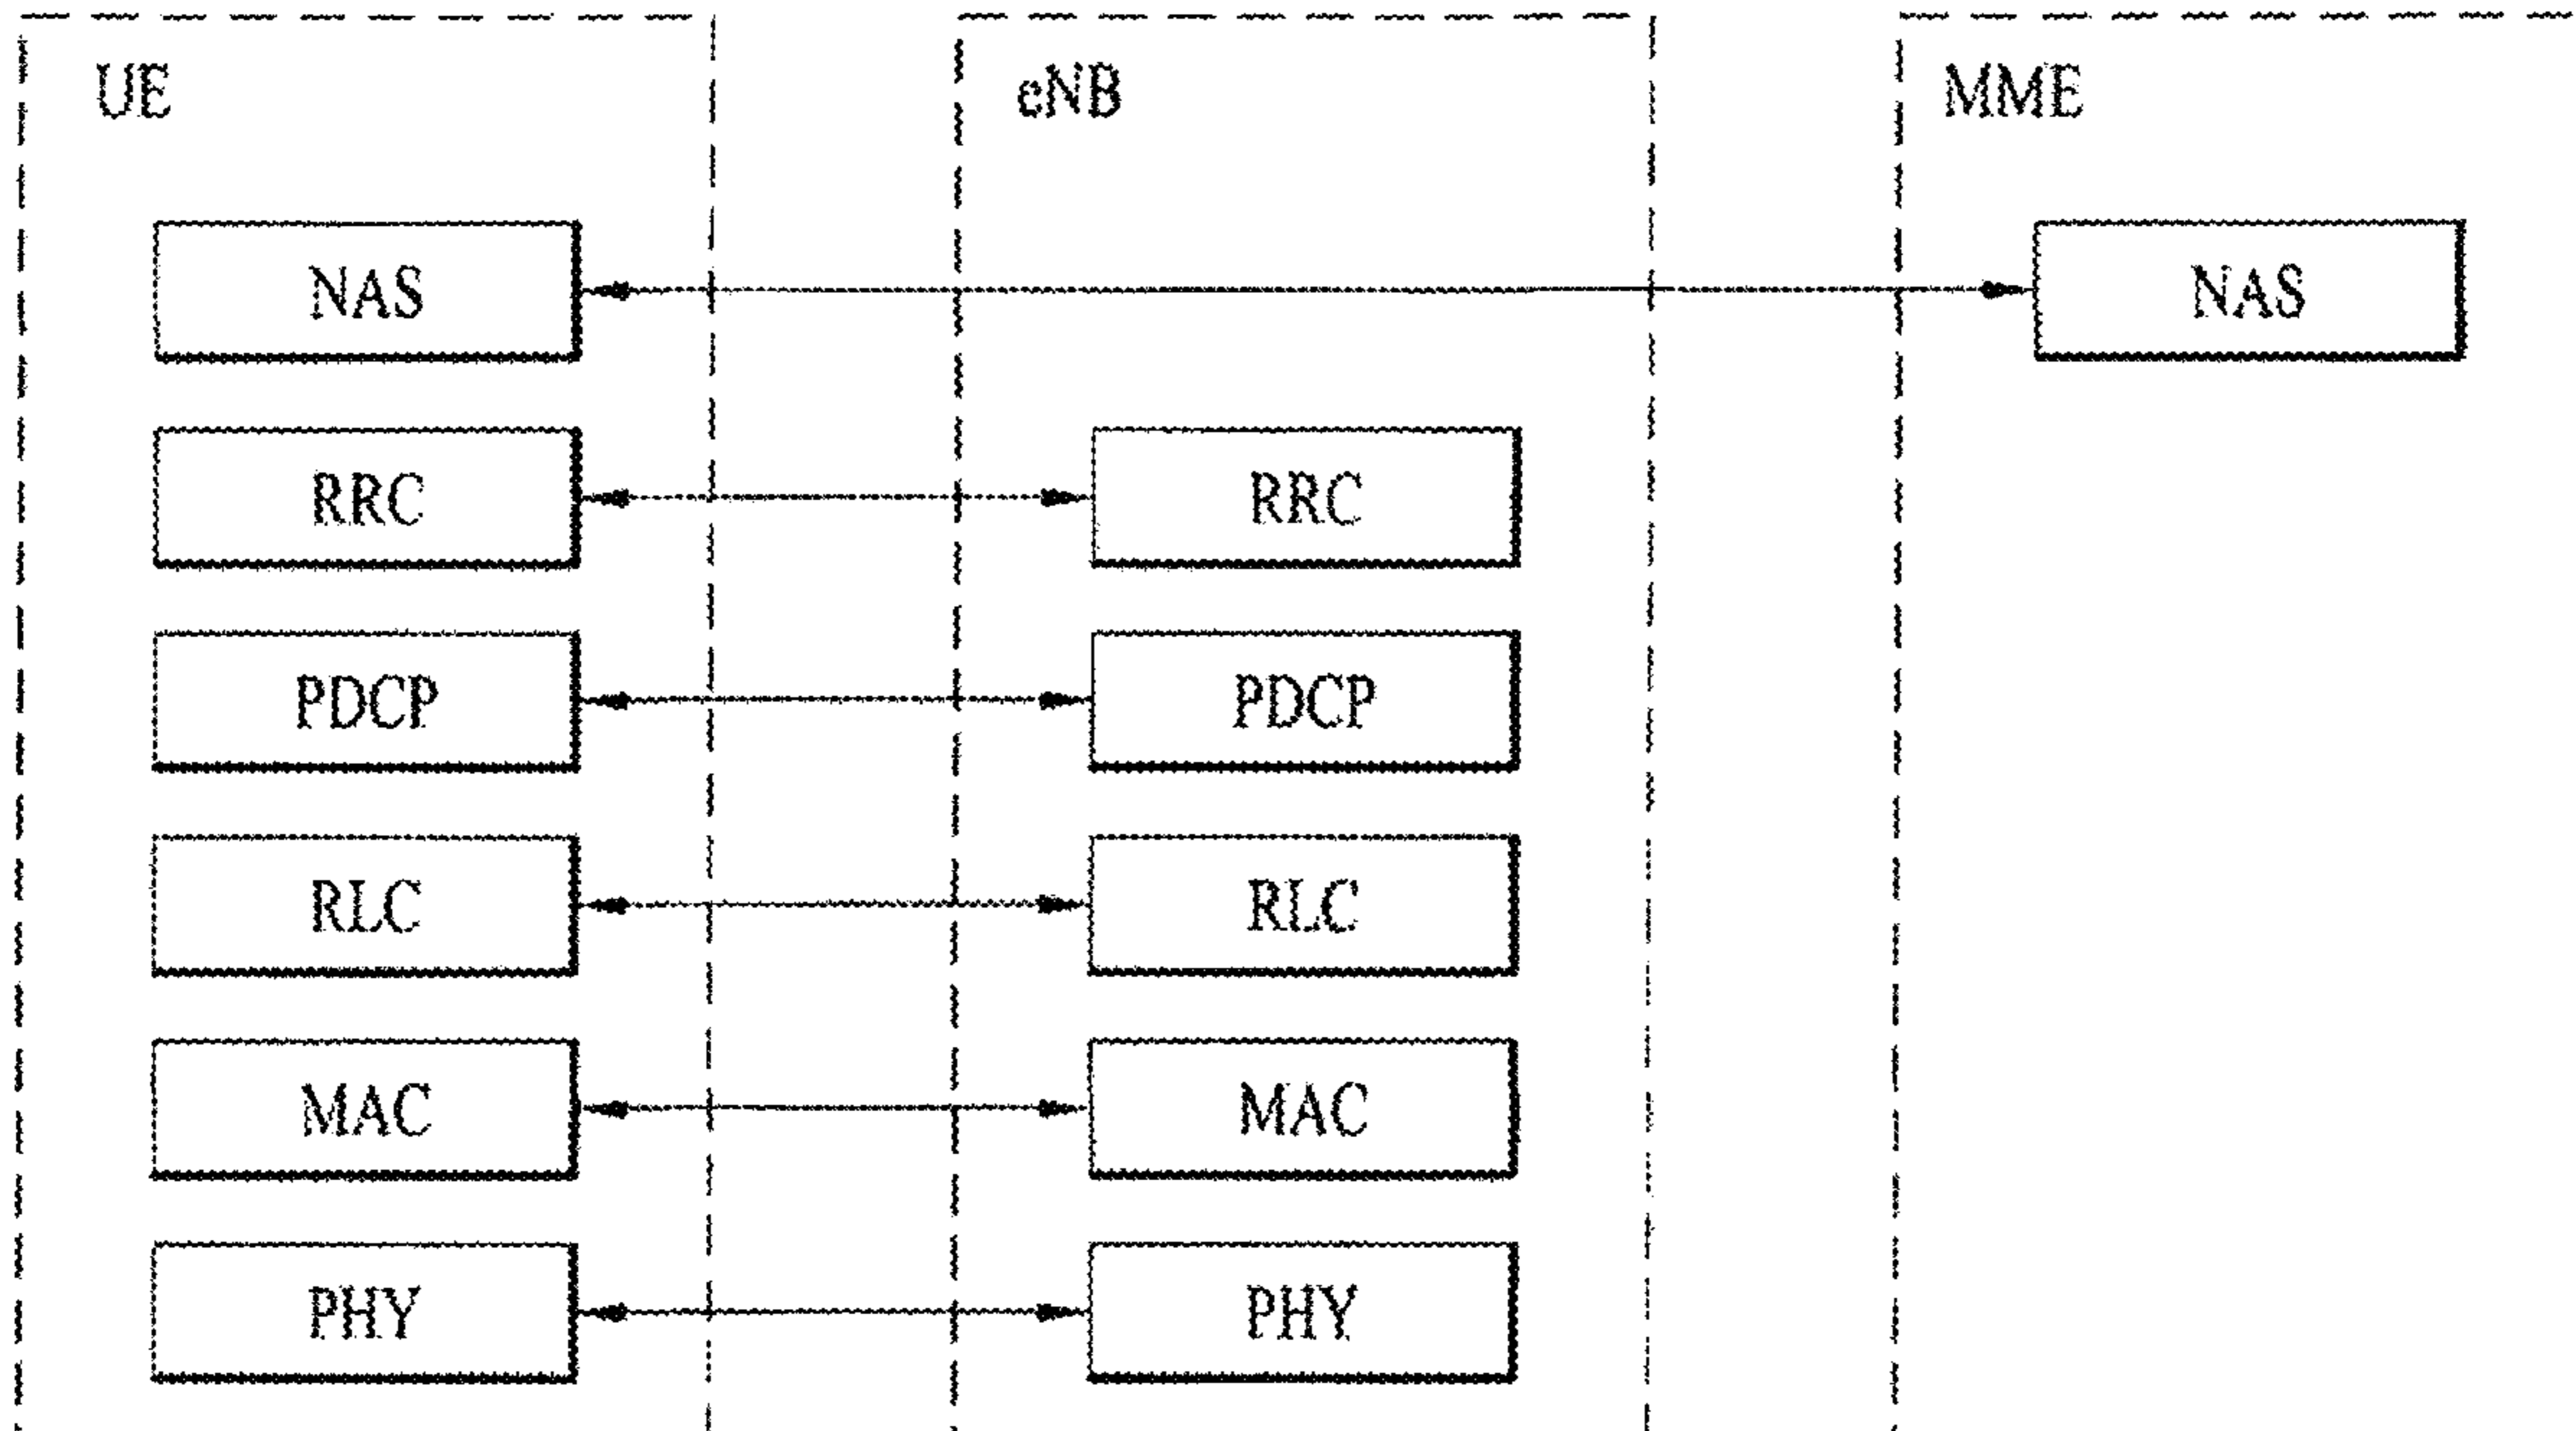 UE eNB MME
NAS NAS
RRC RRC
PDCP PDCP
RLC RLC
MAC MAC
PHY PHY